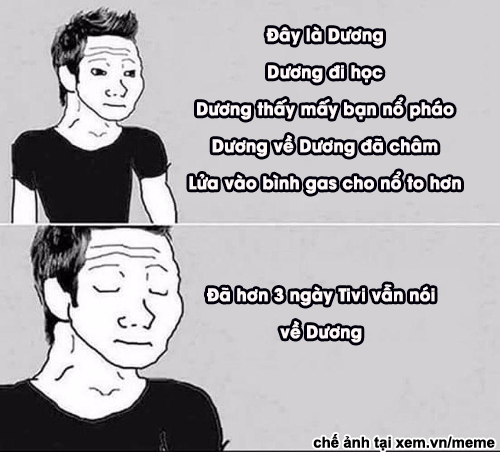 Đây là Dương
Dương đi học
Dương thấy mấy bạn nổ pháo
Dương về Dương đã châm
Lửa vào bình gas cho nổ to hơn
Đã hơn 3 ngày Tivi vẫn nói
về Dương
chế ảnh tại xem.vn/meme